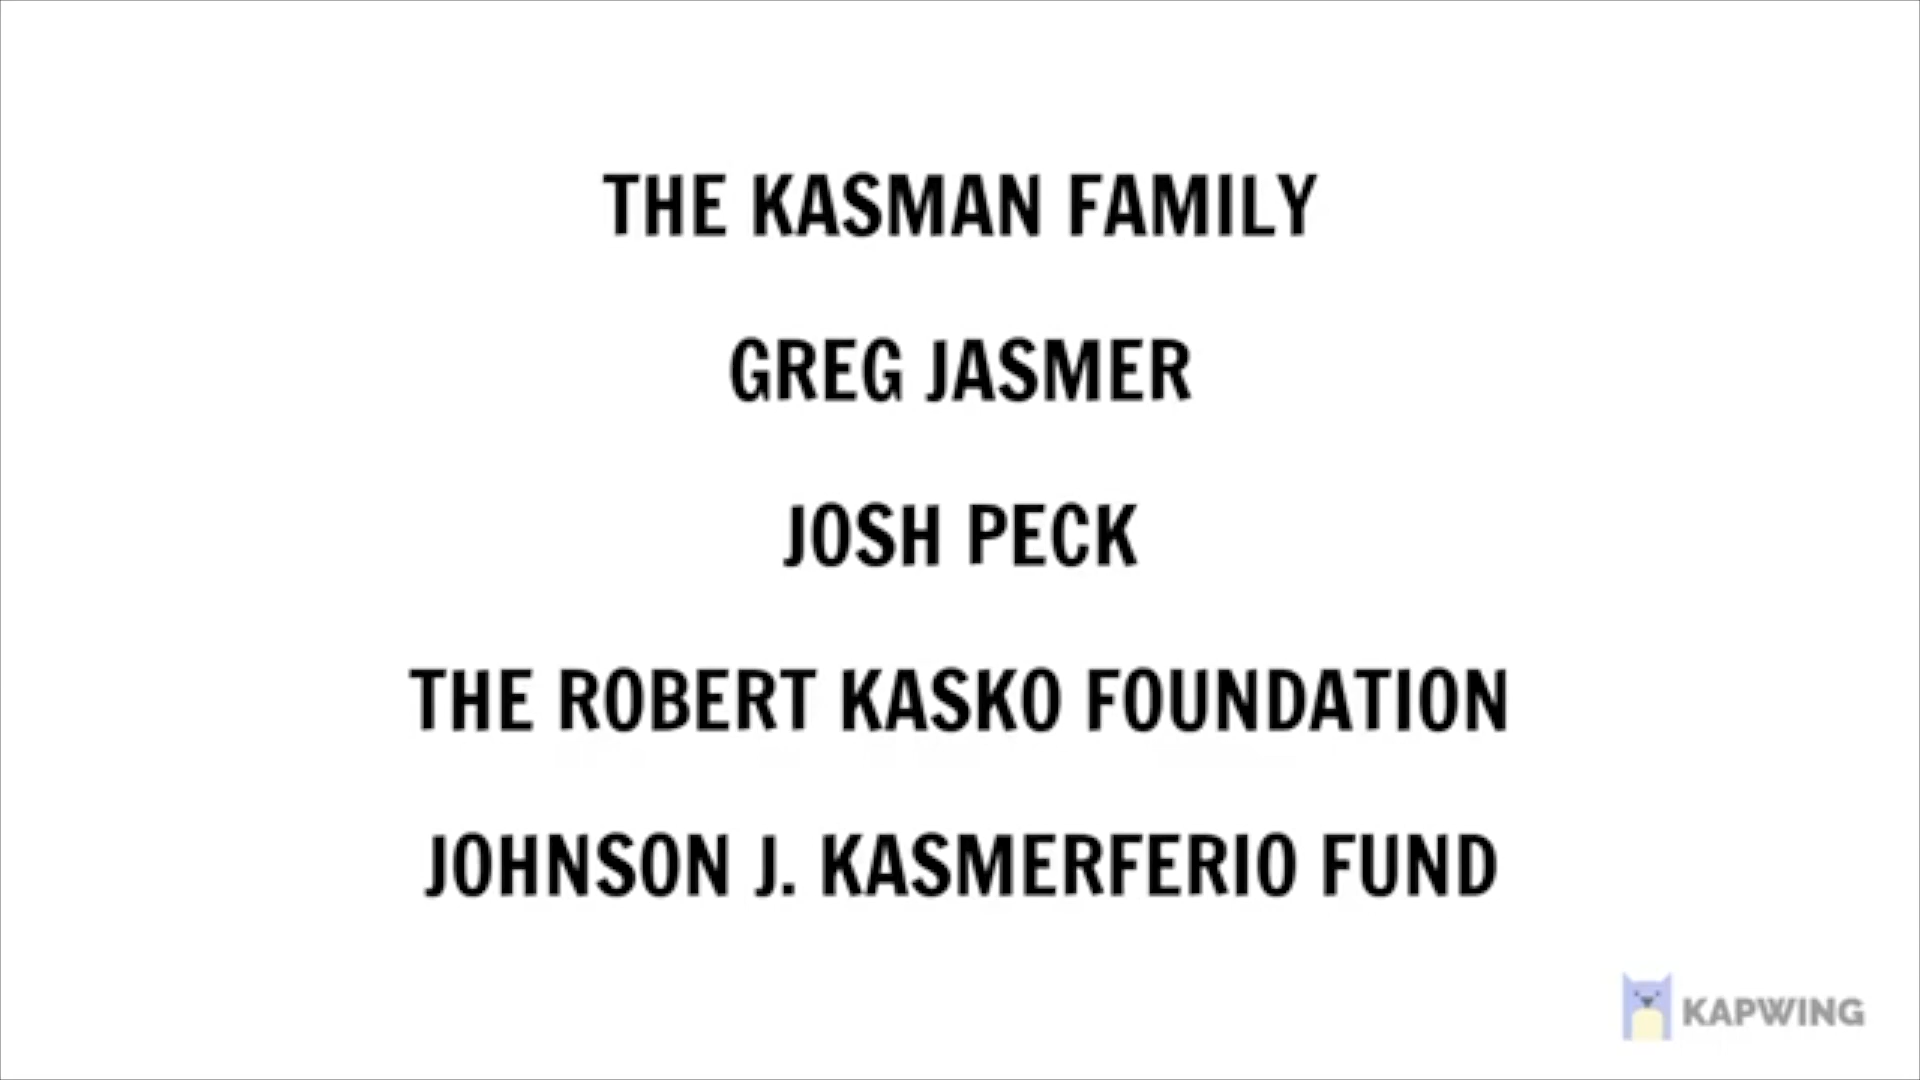 THE KASMAN FAMILY
GREG JASMER
JOSH PECK
THE ROBERT KASKO FOUNDATION
JOHNSON J. KASMERFERIO FUND
KAPWING